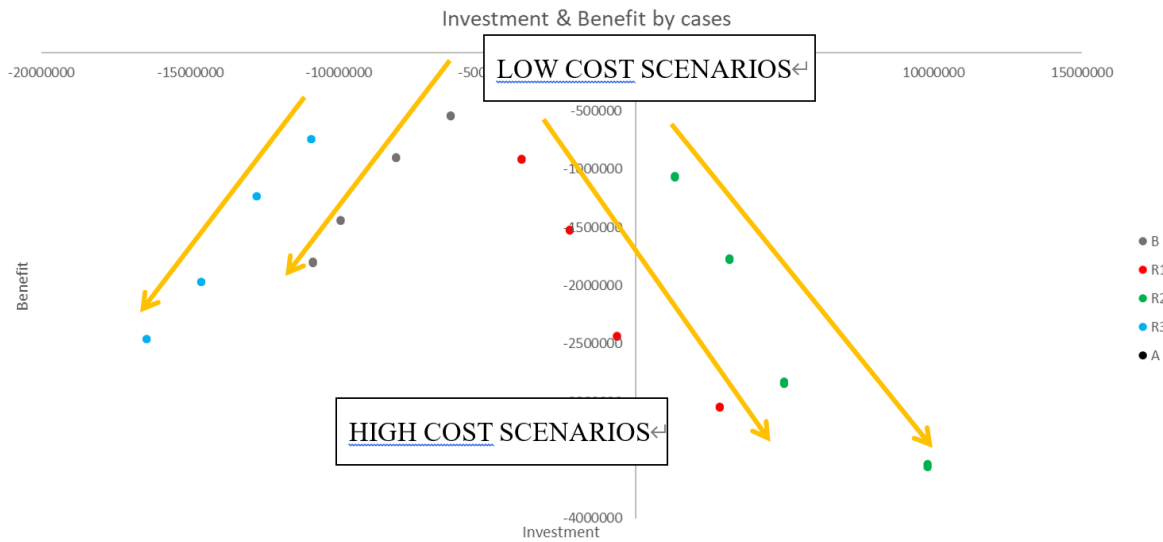 Investment & Benefit by cases
-20000000 -15000000 -10000000 10000000 15000000
LOW COST SCENARIOS↵
-500000
-1000000
-1500000
-2000000
-2500000
HIGH COST SCENARIOS↵
-4000000
Benefit
Investment
B
R1
R2
R3
A